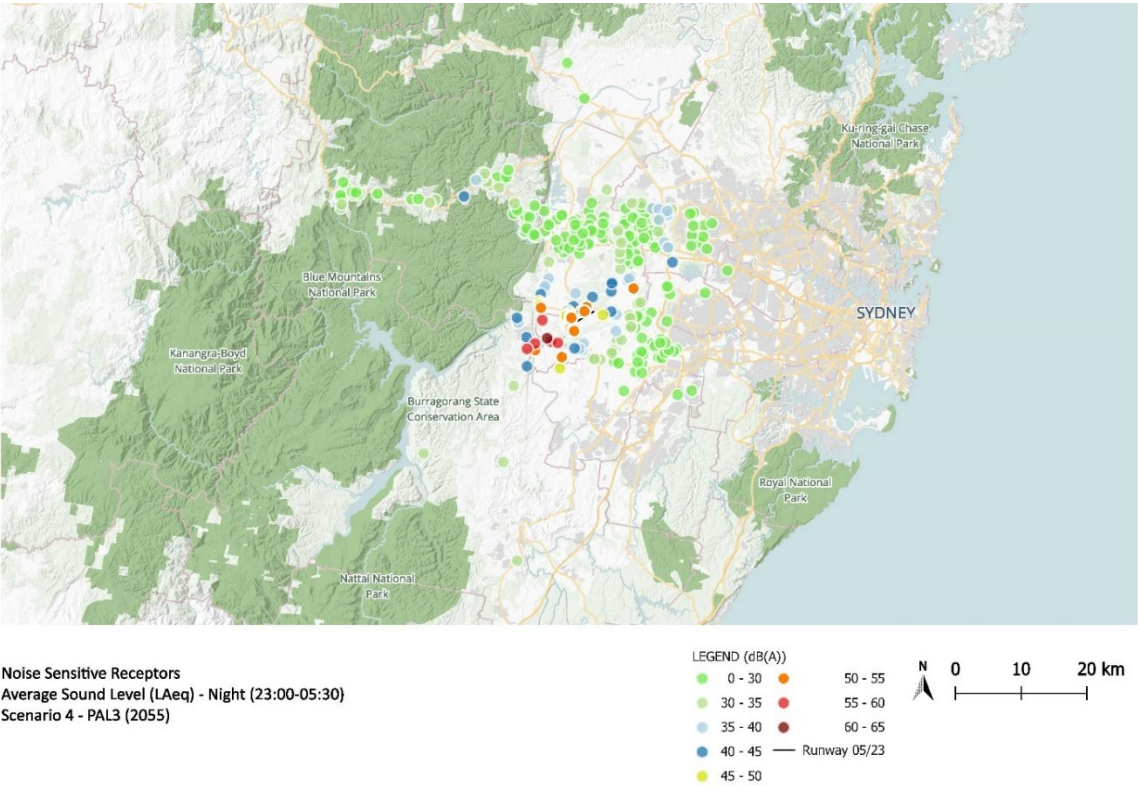 Ku-ring-gai Chase
National Park
Blue Mountains
National Park
SYDNEY
Kanangra-Boyd
National Park
Burragorang State
Conservation Area
Royal National
Park
Nattai National
Park
Noise Sensitive Receptors
Average Sound Level (LAeq) - Night (23:00-05:30)
Scenario 4 - PAL3 (2055)
LEGEND (dB(A))
0 - 30 50 - 55
30 - 35 55 - 60
35 - 40 60 - 65
40 - 45 Runway 05/23
45 - 50
N 0 10 20 km